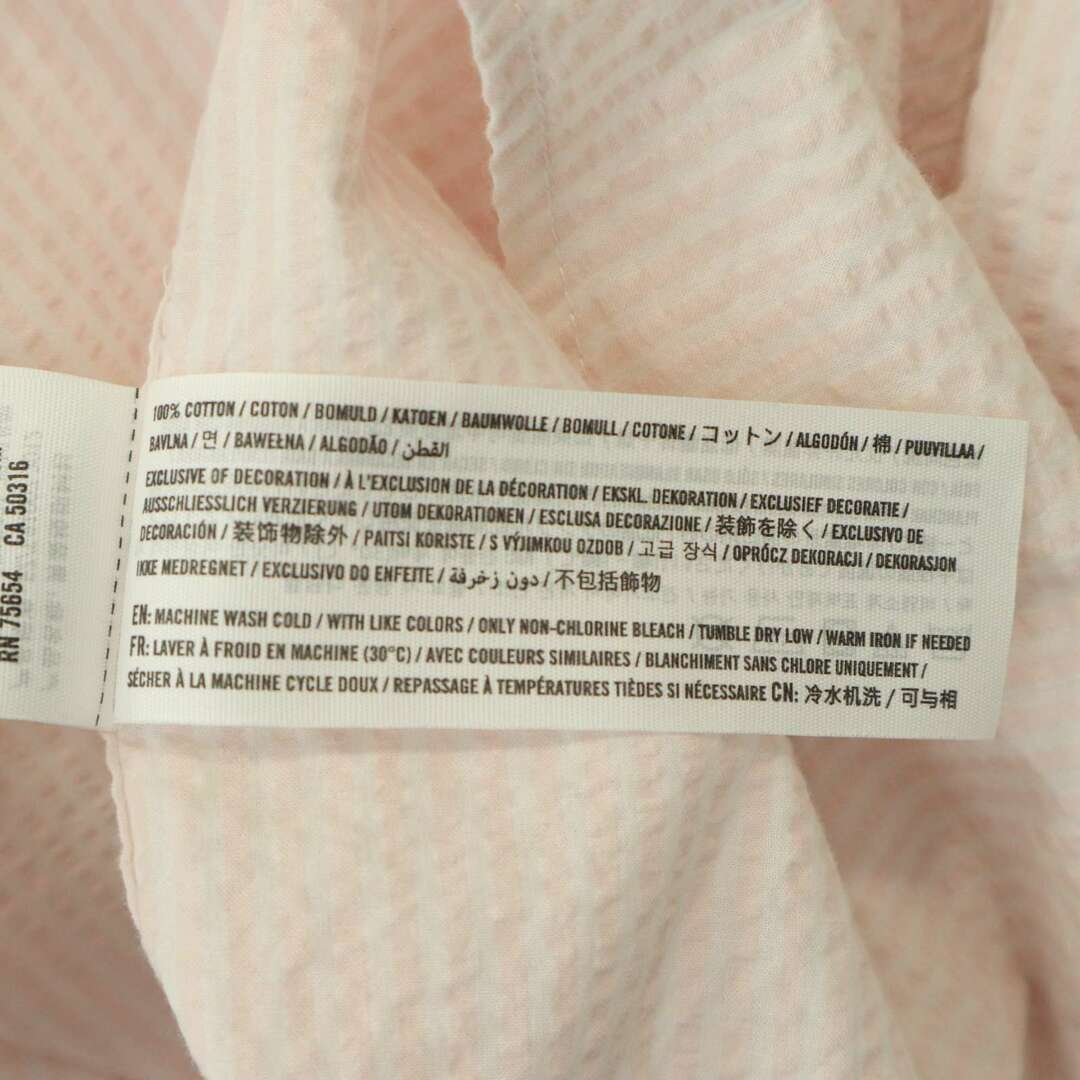 100% COTTON / COTON / BOMULD / KATOEN / BAUMWOLLE / BOMULL / COTONE / コットン / ALGODÓN / 棉 / PUUVILLAA /
BAVLNA / 면 / BAWEŁNA / ALGODÃO / القطن
EXCLUSIVE OF DECORATION / À L'EXCLUSION DE LA DÉCORATION / EKSKL. DEKORATION / EXCLUSIEF DECORATIE /
AUSSCHLIESSLICH VERZIERUNG / UTOM DEKORATIONEN / ESCLUSA DECORAZIONE / 装飾を除く / EXCLUSIVO DE
DECORACIÓN / 装饰物除外 / PAITSI KORISTE / S VÝJIMKOU OZDOB / 고급 장식 / OPRÓCZ DEKORACJI / DEKORASJON
IKKE MEDREGNET / EXCLUSIVO DO ENFEITE / دون زخرفة / 不包括飾物
EN: MACHINE WASH COLD / WITH LIKE COLORS / ONLY NON-CHLORINE BLEACH / TUMBLE DRY LOW / WARM IRON IF NEEDED
FR: LAVER À FROID EN MACHINE (30°C) / AVEC COULEURS SIMILAIRES / BLANCHIMENT SANS CHLORE UNIQUEMENT /
SÉCHER À LA MACHINE CYCLE DOUX / REPASSAGE À TEMPÉRATURES TIÈDES SI NÉCESSAIRE CN: 冷水机洗 / 可与相
RN 75654 CA 50316